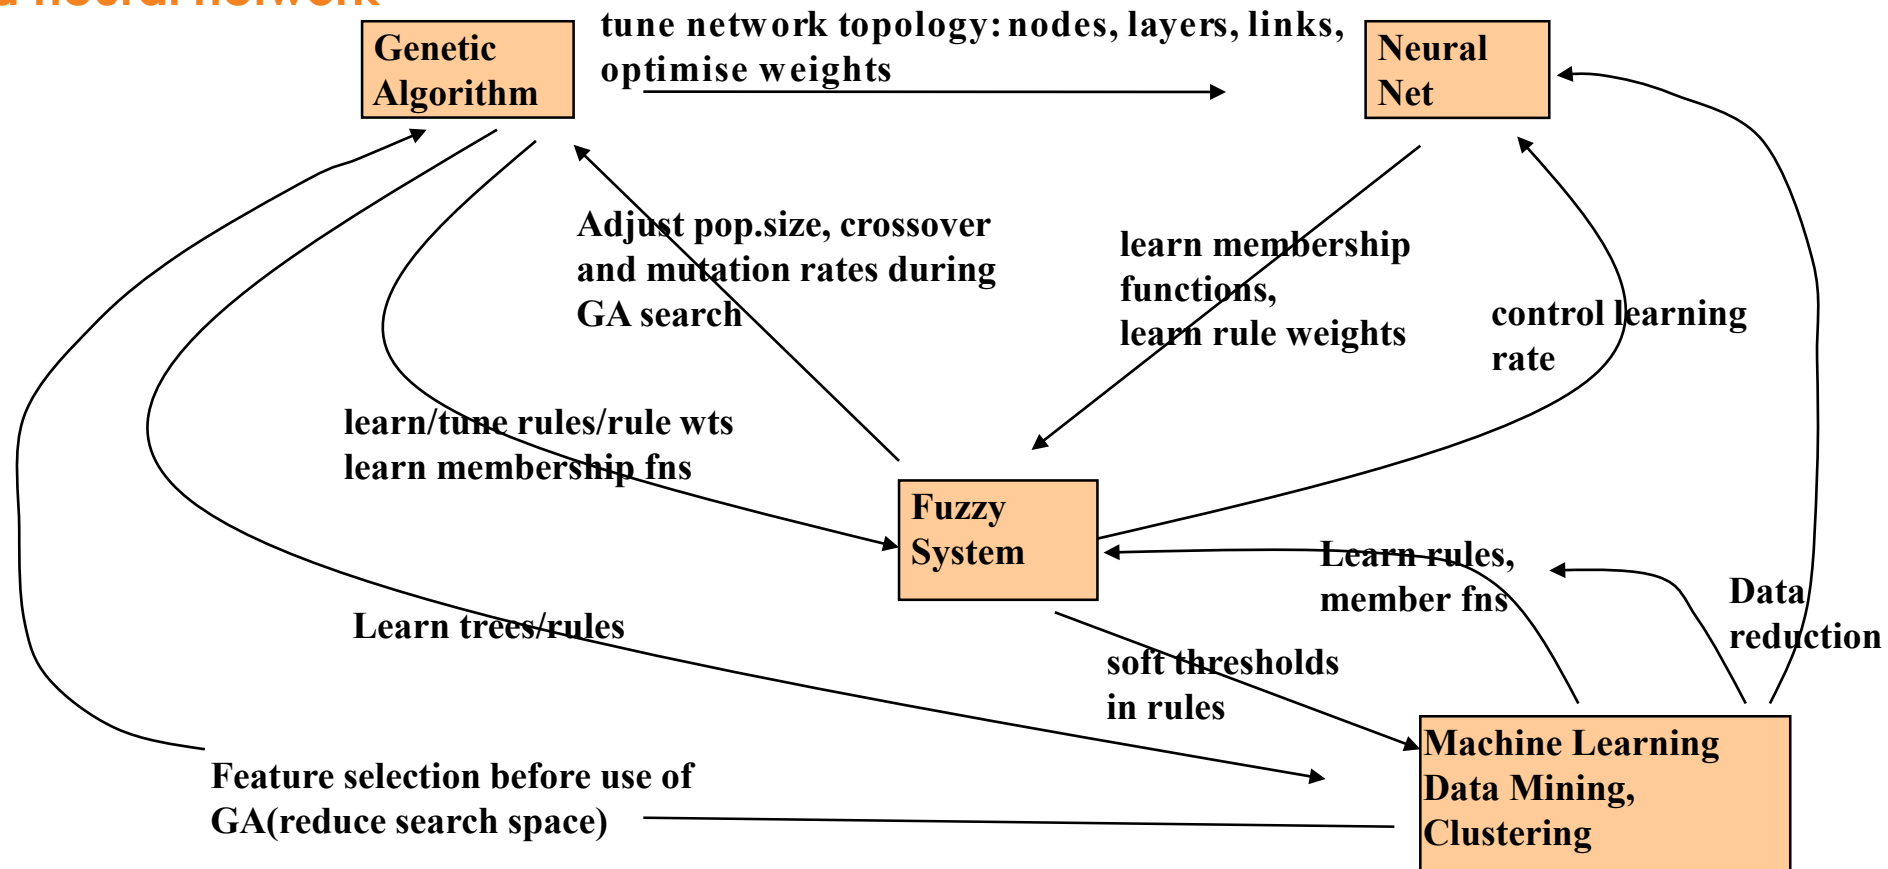 a neural network
Genetic
Algorithm
tune network topology: nodes, layers, links,
optimise weights
Neural
Net
Adjust pop.size, crossover
and mutation rates during
GA search
learn membership
functions,
learn rule weights
control learning
rate
learn/tune rules/rule wts
learn membership fns
Fuzzy
System
Learn rules,
member fns
Data
reduction
Learn trees/rules
soft thresholds
in rules
Machine Learning
Data Mining,
Clustering
Feature selection before use of
GA(reduce search space)